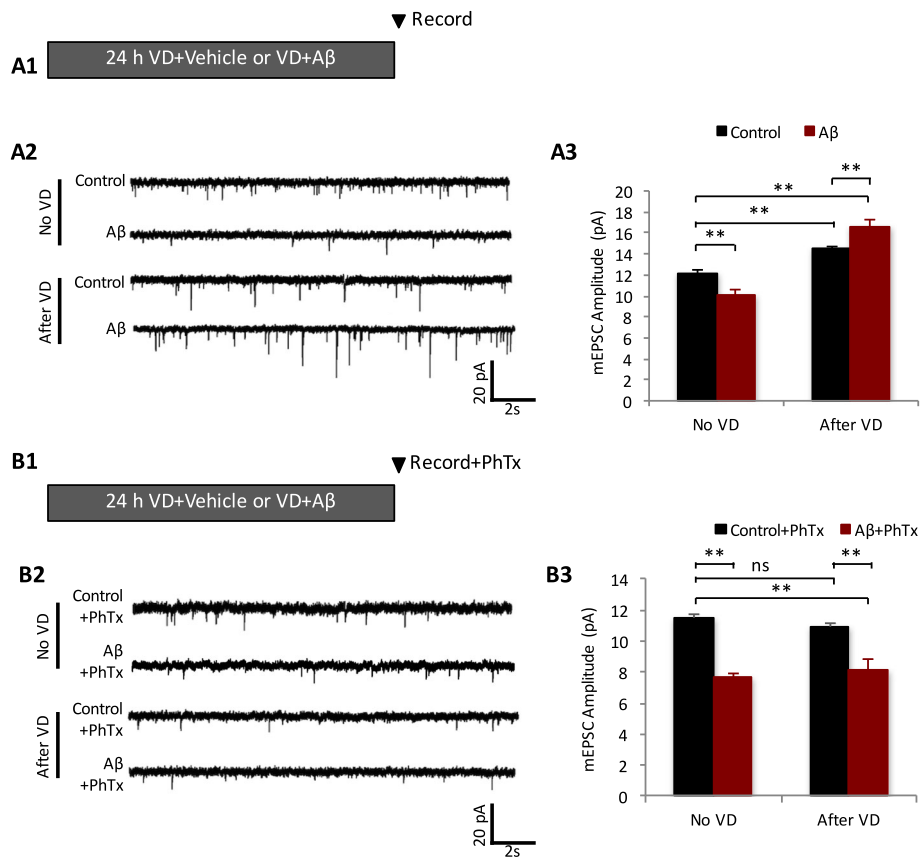 Record
A1
24 h VD+Vehicle or VD+Aβ
A2
No VD
Control
Aβ
After VD
Control
Aβ
20 pA
2s
A3
Control
Aβ
**
**
**
**
mEPSC Amplitude (pA)
20
18
16
14
12
10
8
6
4
2
0
No VD
After VD
B1
Record+PhTx
24 h VD+Vehicle or VD+Aβ
B2
No VD
Control
+PhTx
Aβ
+PhTx
After VD
Control
+PhTx
Aβ
+PhTx
20 pA
2s
B3
Control+PhTx
Aβ+PhTx
**
ns
**
**
mEPSC Amplitude (pA)
14
12
10
8
6
4
2
0
No VD
After VD